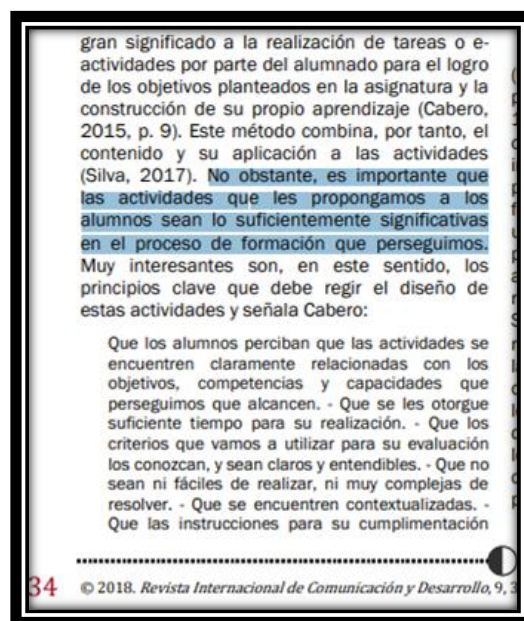 gran significado a la realización de tareas o e-
actividades por parte del alumnado para el logro
de los objetivos planteados en la asignatura y la
construcción de su propio aprendizaje (Cabero,
2015, p. 9). Este método combina, por tanto, el
contenido y su aplicación a las actividades
(Silva, 2017). No obstante, es importante que
las actividades que les propongamos a los
alumnos sean lo suficientemente significativas
en el proceso de formación que perseguimos.
Muy interesantes son, en este sentido, los
principios clave que debe regir el diseño de
estas actividades y señala Cabero:
Que los alumnos perciban que las actividades se
encuentren claramente relacionadas con los
objetivos, competencias y capacidades que
perseguimos que alcancen. - Que se les otorgue
suficiente tiempo para su realización. - Que los
criterios que vamos a utilizar para su evaluación
los conozcan, y sean claros y entendibles. - Que no
sean ni fáciles de realizar, ni muy complejas de
resolver. - Que se encuentren contextualizadas. -
Que las instrucciones para su cumplimentación
34 © 2018. Revista Internacional de Comunicación y Desarrollo, 9,